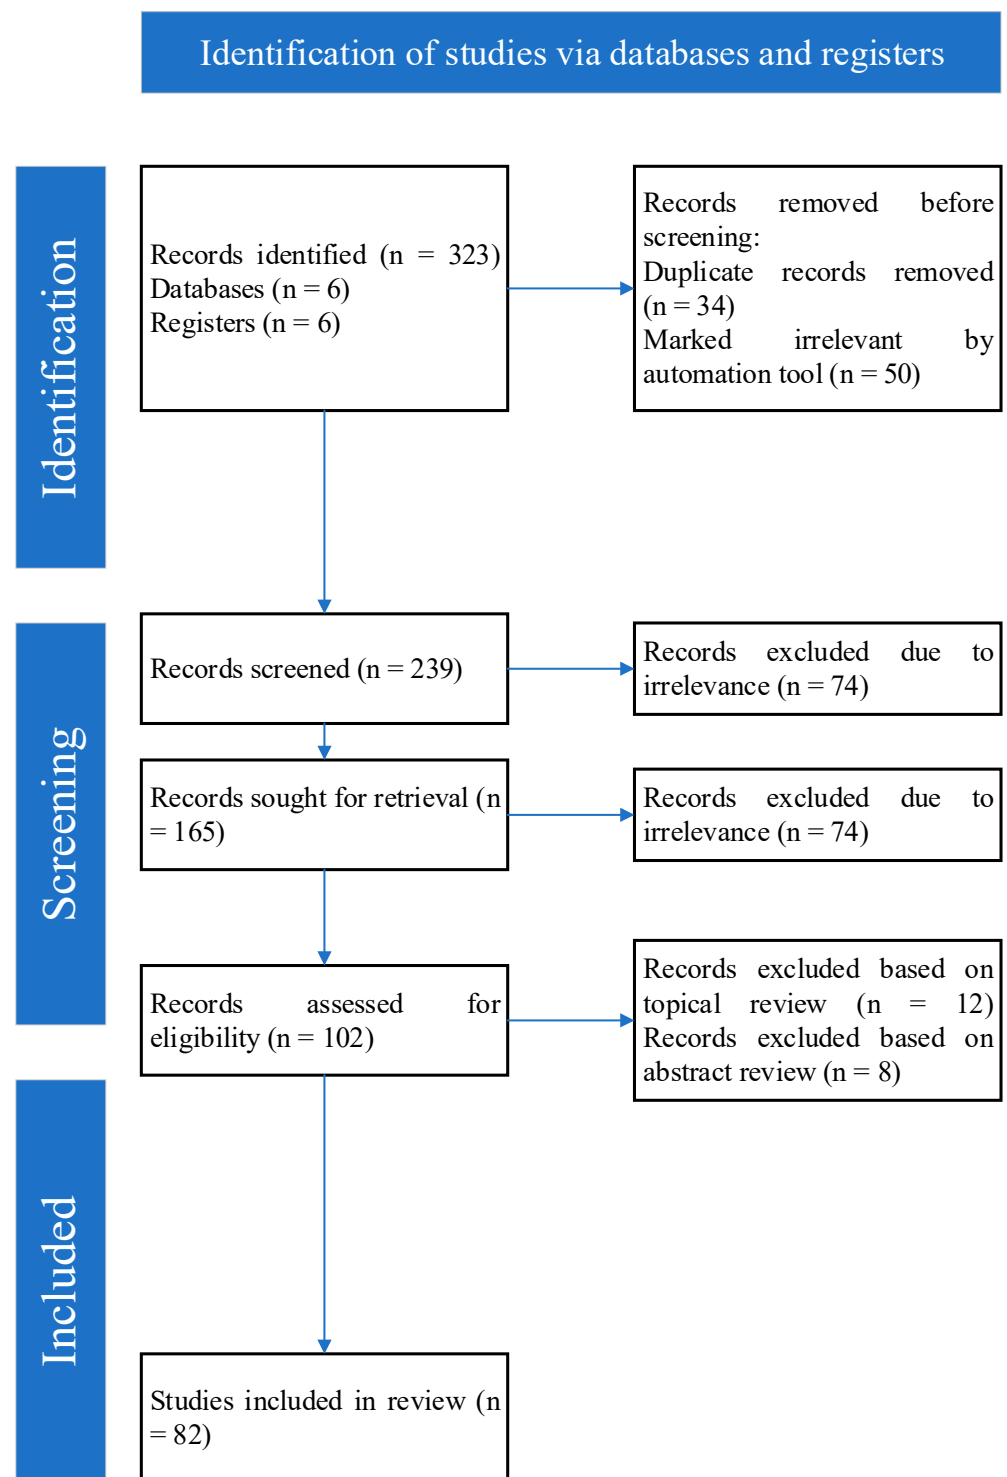 Identification of studies via databases and registers
Identification
Records identified (n = 323)
Databases (n = 6)
Registers (n = 6)
Records removed before
screening:
Duplicate records removed
(n = 34)
Marked irrelevant by
automation tool (n = 50)
Screening
Records screened (n = 239)
Records excluded due to
irrelevance (n = 74)
Records sought for retrieval (n
= 165)
Records excluded due to
irrelevance (n = 74)
Records assessed for
eligibility (n = 102)
Records excluded based on
topical review (n = 12)
Records excluded based on
abstract review (n = 8)
Included
Studies included in review (n
= 82)